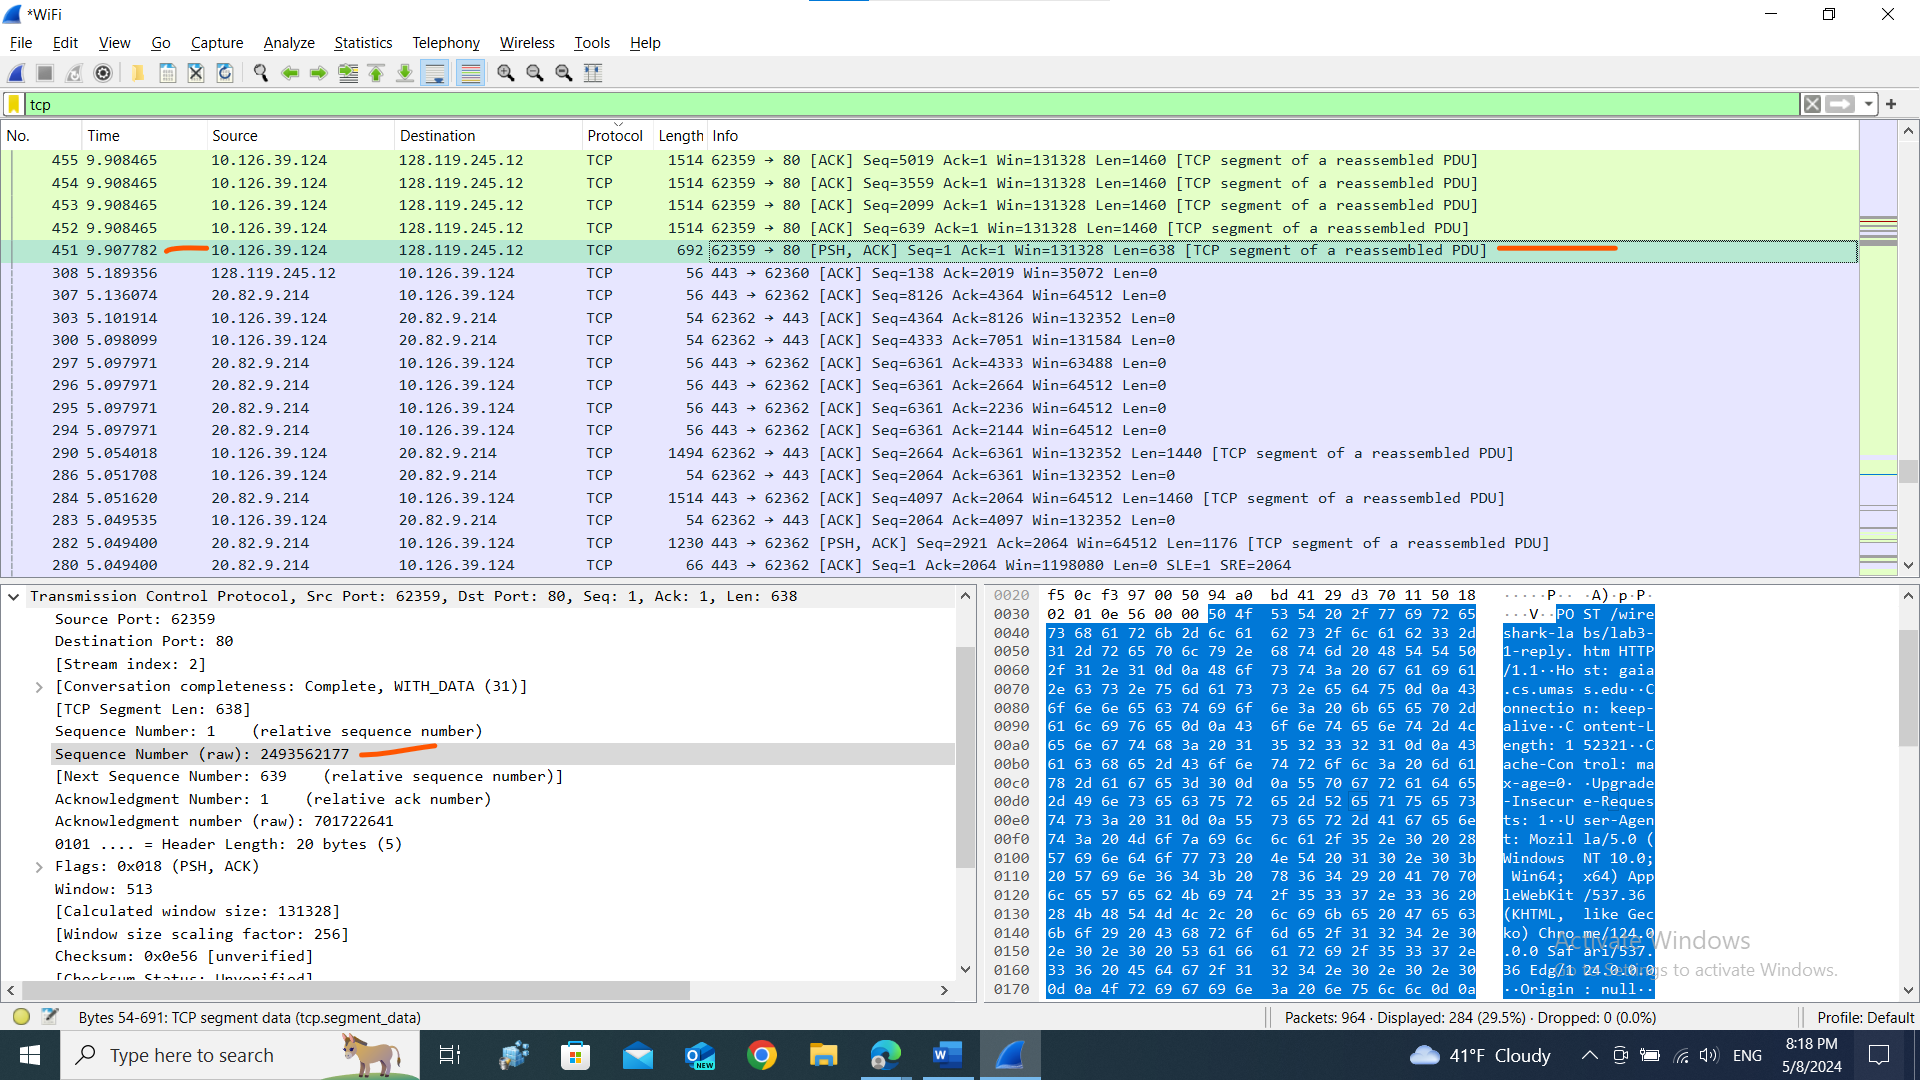 *WiFi
File Edit View Go Capture Analyze Statistics Telephony Wireless Tools Help
tcp
No. Time Source Destination Protocol Length Info
455 9.908465 10.126.39.124 128.119.245.12 TCP 1514 62359 → 80 [ACK] Seq=5019 Ack=1 Win=131328 Len=1460 [TCP segment of a reassembled PDU]
454 9.908465 10.126.39.124 128.119.245.12 TCP 1514 62359 → 80 [ACK] Seq=3559 Ack=1 Win=131328 Len=1460 [TCP segment of a reassembled PDU]
453 9.908465 10.126.39.124 128.119.245.12 TCP 1514 62359 → 80 [ACK] Seq=2099 Ack=1 Win=131328 Len=1460 [TCP segment of a reassembled PDU]
452 9.908465 10.126.39.124 128.119.245.12 TCP 1514 62359 → 80 [ACK] Seq=639 Ack=1 Win=131328 Len=1460 [TCP segment of a reassembled PDU]
451 9.907782 10.126.39.124 128.119.245.12 TCP 692 62359 → 80 [PSH, ACK] Seq=1 Ack=1 Win=131328 Len=638 [TCP segment of a reassembled PDU]
308 5.189356 128.119.245.12 10.126.39.124 TCP 56 443 → 62360 [ACK] Seq=138 Ack=2019 Win=35072 Len=0
307 5.136074 20.82.9.214 10.126.39.124 TCP 56 443 → 62362 [ACK] Seq=8126 Ack=4364 Win=64512 Len=0
303 5.101914 10.126.39.124 20.82.9.214 TCP 54 62362 → 443 [ACK] Seq=4364 Ack=8126 Win=132352 Len=0
300 5.098099 10.126.39.124 20.82.9.214 TCP 54 62362 → 443 [ACK] Seq=4333 Ack=7051 Win=131584 Len=0
297 5.097971 20.82.9.214 10.126.39.124 TCP 56 443 → 62362 [ACK] Seq=6361 Ack=4333 Win=63488 Len=0
296 5.097971 20.82.9.214 10.126.39.124 TCP 56 443 → 62362 [ACK] Seq=6361 Ack=2664 Win=64512 Len=0
295 5.097971 20.82.9.214 10.126.39.124 TCP 56 443 → 62362 [ACK] Seq=6361 Ack=2236 Win=64512 Len=0
294 5.097971 20.82.9.214 10.126.39.124 TCP 56 443 → 62362 [ACK] Seq=6361 Ack=2144 Win=64512 Len=0
290 5.054018 10.126.39.124 20.82.9.214 TCP 1494 62362 → 443 [ACK] Seq=2664 Ack=6361 Win=132352 Len=1440 [TCP segment of a reassembled PDU]
286 5.051708 10.126.39.124 20.82.9.214 TCP 54 62362 → 443 [ACK] Seq=2064 Ack=6361 Win=132352 Len=0
284 5.051620 20.82.9.214 10.126.39.124 TCP 1514 443 → 62362 [ACK] Seq=4097 Ack=2064 Win=64512 Len=1460 [TCP segment of a reassembled PDU]
283 5.049535 10.126.39.124 20.82.9.214 TCP 54 62362 → 443 [ACK] Seq=2064 Ack=4097 Win=132352 Len=0
282 5.049400 20.82.9.214 10.126.39.124 TCP 1230 443 → 62362 [PSH, ACK] Seq=2921 Ack=2064 Win=64512 Len=1176 [TCP segment of a reassembled PDU]
280 5.049400 20.82.9.214 10.126.39.124 TCP 66 443 → 62362 [ACK] Seq=1 Ack=2064 Win=1198080 Len=0 SLE=1 SRE=2064
Transmission Control Protocol, Src Port: 62359, Dst Port: 80, Seq: 1, Ack: 1, Len: 638
Source Port: 62359
Destination Port: 80
[Stream index: 2]
[Conversation completeness: Complete, WITH_DATA (31)]
[TCP Segment Len: 638]
Sequence Number: 1 (relative sequence number)
Sequence Number (raw): 2493562177
[Next Sequence Number: 639 (relative sequence number)]
Acknowledgment Number: 1 (relative ack number)
Acknowledgment number (raw): 701722641
0101 .... = Header Length: 20 bytes (5)
Flags: 0x018 (PSH, ACK)
Window: 513
[Calculated window size: 131328]
[Window size scaling factor: 256]
Checksum: 0x0e56 [unverified]
[Checksum Status: Unverified]
0020 f5 0c f3 97 00 50 94 a0 bd 41 29 d3 70 11 50 18 ·····P·· ·A)·p·P·
0030 02 01 0e 56 00 00 50 4f 53 54 20 2f 77 69 72 65 ···V··PO ST /wire
0040 73 68 61 72 6b 2d 6c 61 62 73 2f 6c 61 62 33 2d shark-la bs/lab3-
0050 31 2d 72 65 70 6c 79 2e 68 74 6d 20 48 54 54 50 1-reply. htm HTTP
0060 2f 31 2e 31 0d 0a 48 6f 73 74 3a 20 67 61 69 61 /1.1··Ho st: gaia
0070 2e 63 73 2e 75 6d 61 73 73 2e 65 64 75 0d 0a 43 .cs.umas s.edu··C
0080 6f 6e 6e 65 63 74 69 6f 6e 3a 20 6b 65 65 70 2d onnectio n: keep-
0090 61 6c 69 76 65 0d 0a 43 6f 6e 74 65 6e 74 2d 4c alive··C ontent-L
00a0 65 6e 67 74 68 3a 20 31 35 32 33 32 31 0d 0a 43 ength: 1 52321··C
00b0 61 63 68 65 2d 43 6f 6e 74 72 6f 6c 3a 20 6d 61 ache-Con trol: ma
00c0 78 2d 61 67 65 3d 30 0d 0a 55 70 67 72 61 64 65 x-age=0· ·Upgrade
00d0 2d 49 6e 73 65 63 75 72 65 2d 52 65 71 75 65 73 -Insecur e-Reques
00e0 74 73 3a 20 31 0d 0a 55 73 65 72 2d 41 67 65 6e ts: 1··U ser-Agen
00f0 74 3a 20 4d 6f 7a 69 6c 6c 61 2f 35 2e 30 20 28 t: Mozil la/5.0 (
0100 57 69 6e 64 6f 77 73 20 4e 54 20 31 30 2e 30 3b Windows NT 10.0;
0110 20 57 69 6e 36 34 3b 20 78 36 34 29 20 41 70 70 Win64; x64) App
0120 6c 65 57 65 62 4b 69 74 2f 35 33 37 2e 33 36 20 leWebKit /537.36
0130 28 4b 48 54 4d 4c 2c 20 6c 69 6b 65 20 47 65 63 (KHTML, like Gec
0140 6b 6f 29 20 43 68 72 6f 6d 65 2f 31 32 34 2e 30 ko) Chro me/124.0
0150 2e 30 2e 30 20 53 61 66 61 72 69 2f 35 33 37 2e .0.0 Saf ari/537.
0160 33 36 20 45 64 67 2f 31 32 34 2e 30 2e 30 2e 30 36 Edg/1 24.0.0.0
0170 0d 0a 4f 72 69 67 69 6e 3a 20 6e 75 6c 6c 0d 0a ··Origin : null··
Activate Windows
Go to Settings to activate Windows.
Bytes 54-691: TCP segment data (tcp.segment_data) Packets: 964 · Displayed: 284 (29.5%) · Dropped: 0 (0.0%) Profile: Default
Type here to search
NEW
41°F Cloudy
ENG
8:18 PM
5/8/2024